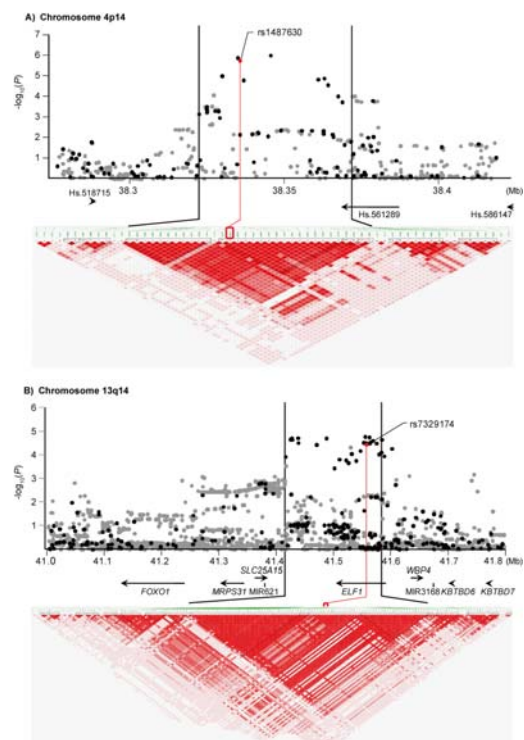 A) Chromosome 4p14
rs1487630
7
6
5
4
3
2
1
-log₁₀(P)
38.3 38.35 38.4 (Mb)
Hs.518715 Hs.561289 Hs.586147
B) Chromosome 13q14
rs7329174
6
5
4
3
2
1
0
-log₁₀(P)
41.0 41.1 41.2 41.3 41.4 41.5 41.6 41.7 41.8
(Mb)
SLC25A15 WBP4
FOXO1 MRPS31 MIR621 ELF1 MIR3168 KBTBD6 KBTBD7